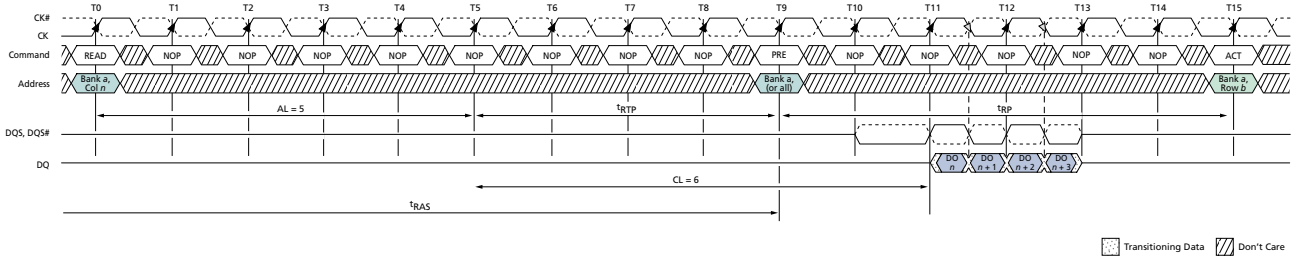 T0 T1 T2 T3 T4 T5 T6 T7 T8 T9 T10 T11 T12 T13 T14 T15
CK#
CK
Command READ NOP NOP NOP NOP NOP NOP NOP NOP PRE NOP NOP NOP NOP NOP ACT
Address Bank a, Col n Bank a, (or all) Bank a, Row b
AL = 5 tRTP tRP
DQS, DQS#
DQ DO n DO n + 1 DO n + 2 DO n + 3
CL = 6
tRAS
Transitioning Data Don't Care